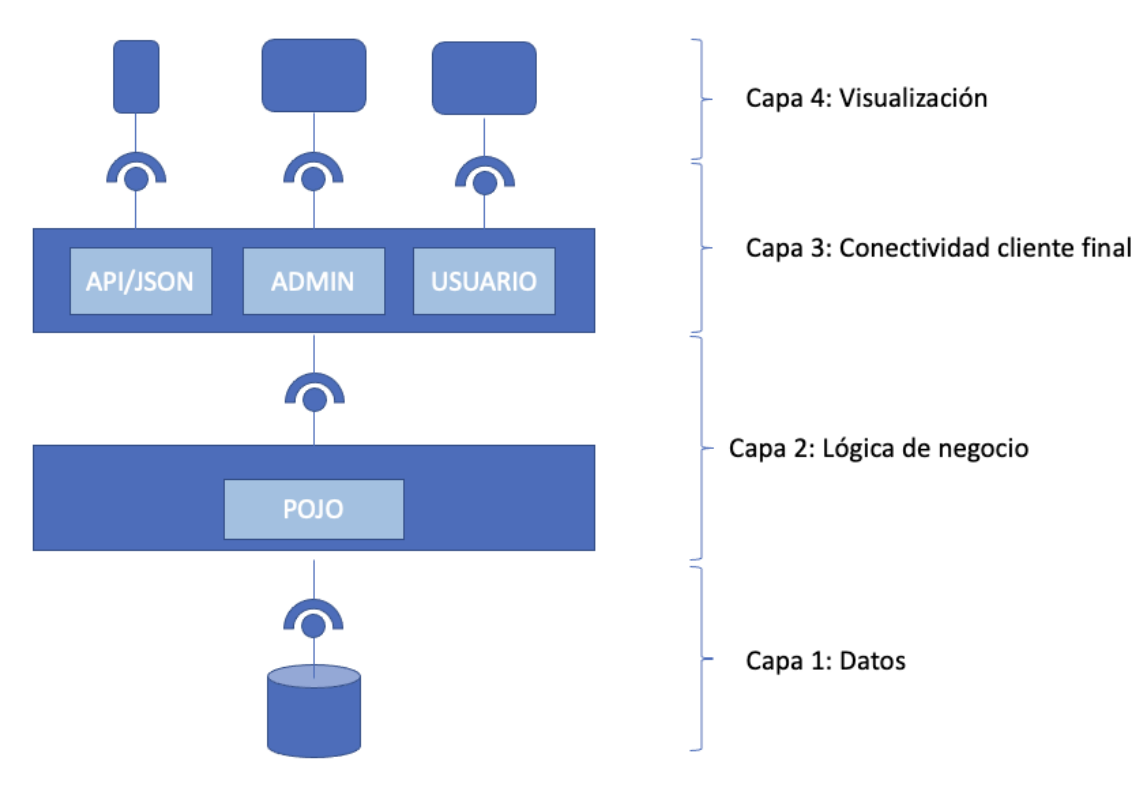 Capa 4: Visualización
Capa 3: Conectividad cliente final
API/JSON
ADMIN
USUARIO
Capa 2: Lógica de negocio
POJO
Capa 1: Datos